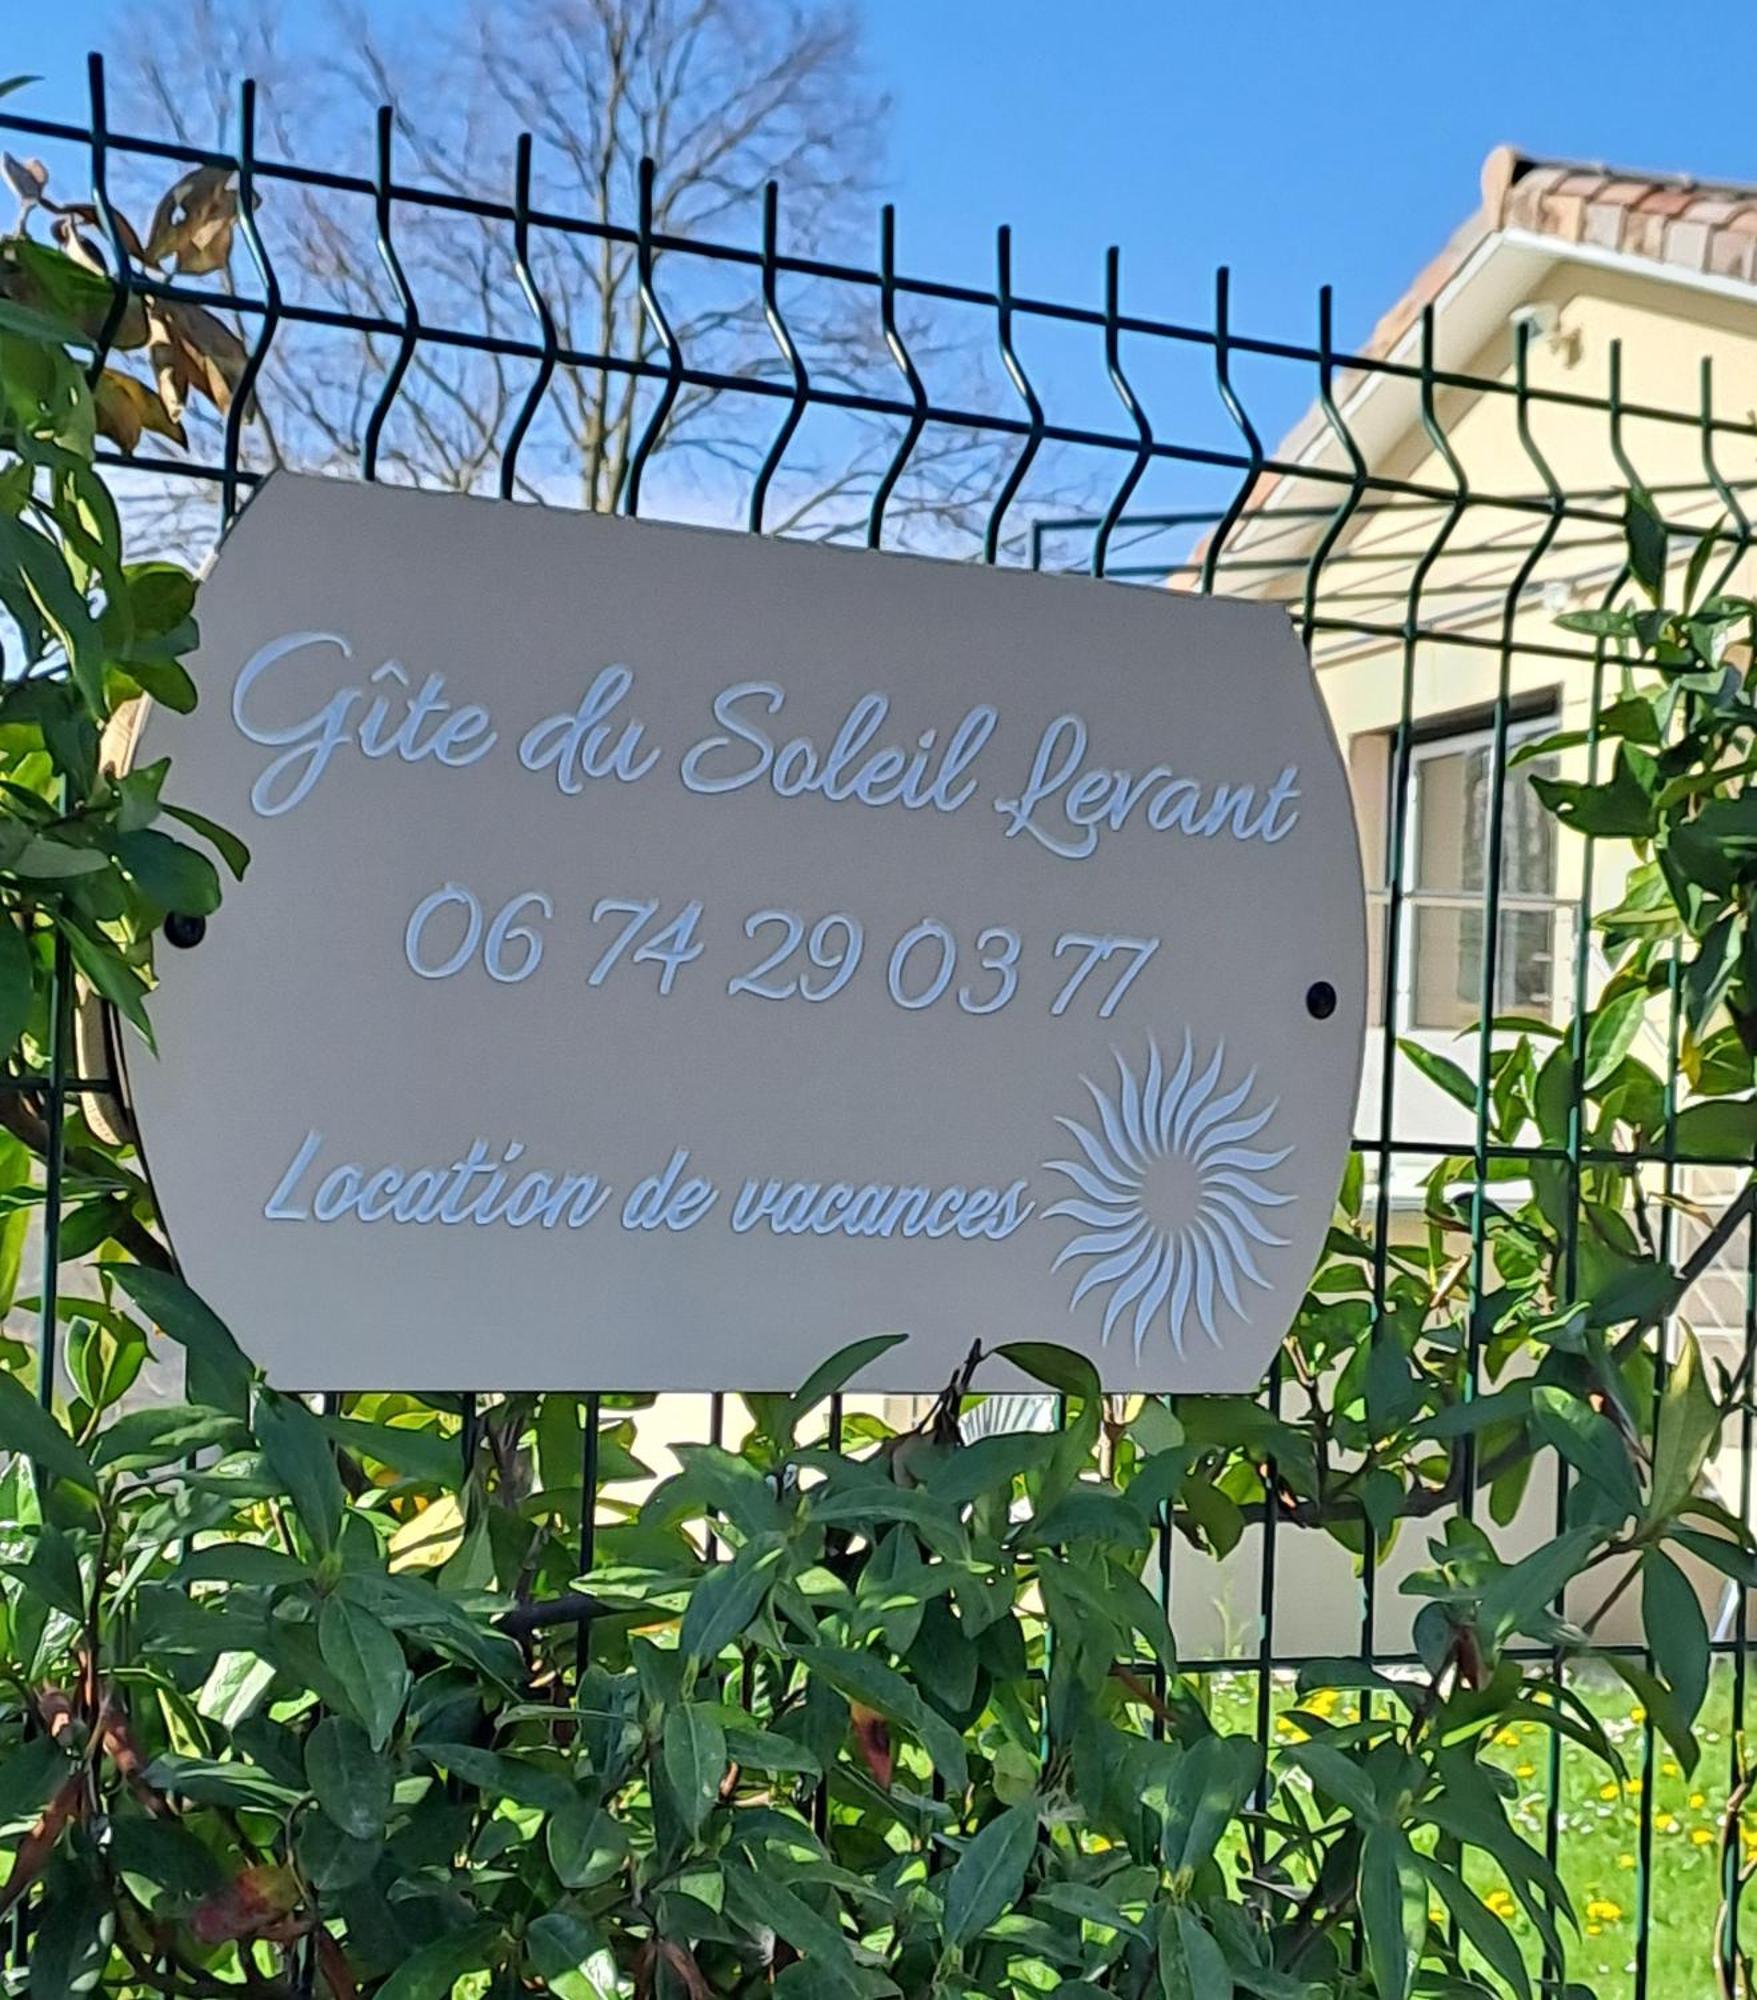 Gîte du Soleil Levant
06 74 29 03 77
Location de vacances